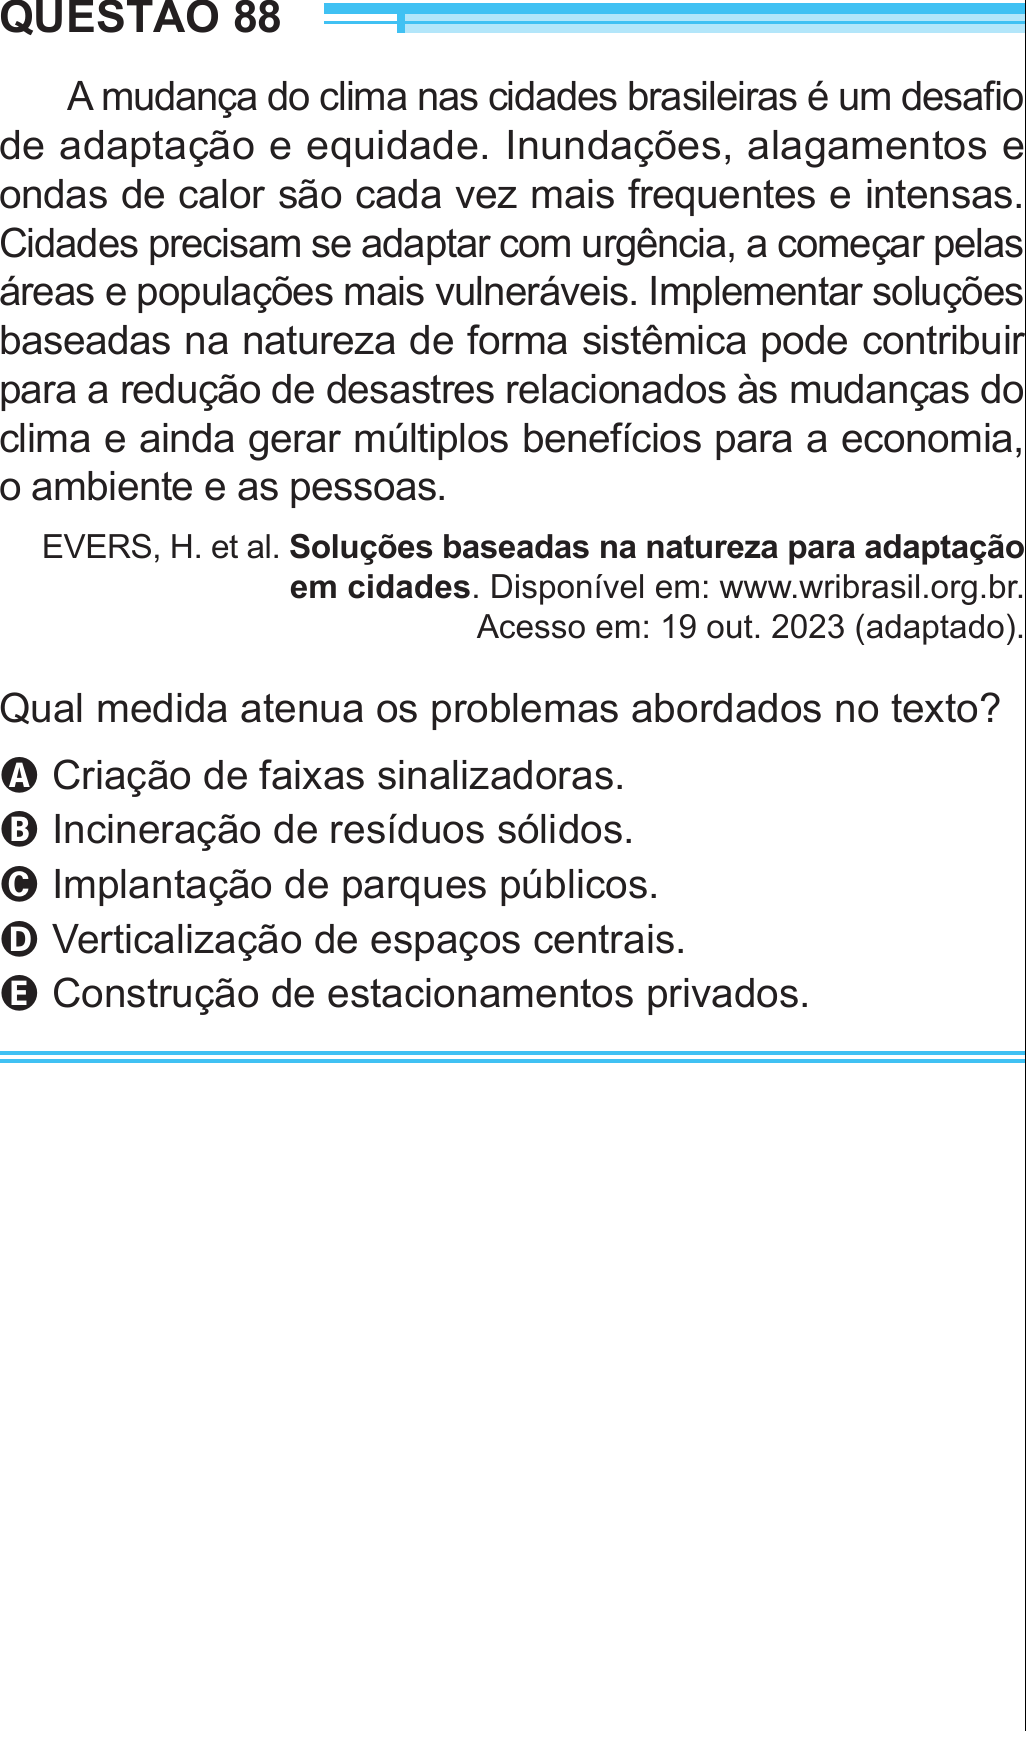 QUESTÃO 88
A mudança do clima nas cidades brasileiras é um desafio
de adaptação e equidade. Inundações, alagamentos e
ondas de calor são cada vez mais frequentes e intensas.
Cidades precisam se adaptar com urgência, a começar pelas
áreas e populações mais vulneráveis. Implementar soluções
baseadas na natureza de forma sistêmica pode contribuir
para a redução de desastres relacionados às mudanças do
clima e ainda gerar múltiplos benefícios para a economia,
o ambiente e as pessoas.
EVERS, H. et al. Soluções baseadas na natureza para adaptação
em cidades. Disponível em: www.wribrasil.org.br.
Acesso em: 19 out. 2023 (adaptado).
Qual medida atenua os problemas abordados no texto?
A Criação de faixas sinalizadoras.
B Incineração de resíduos sólidos.
C Implantação de parques públicos.
D Verticalização de espaços centrais.
E Construção de estacionamentos privados.